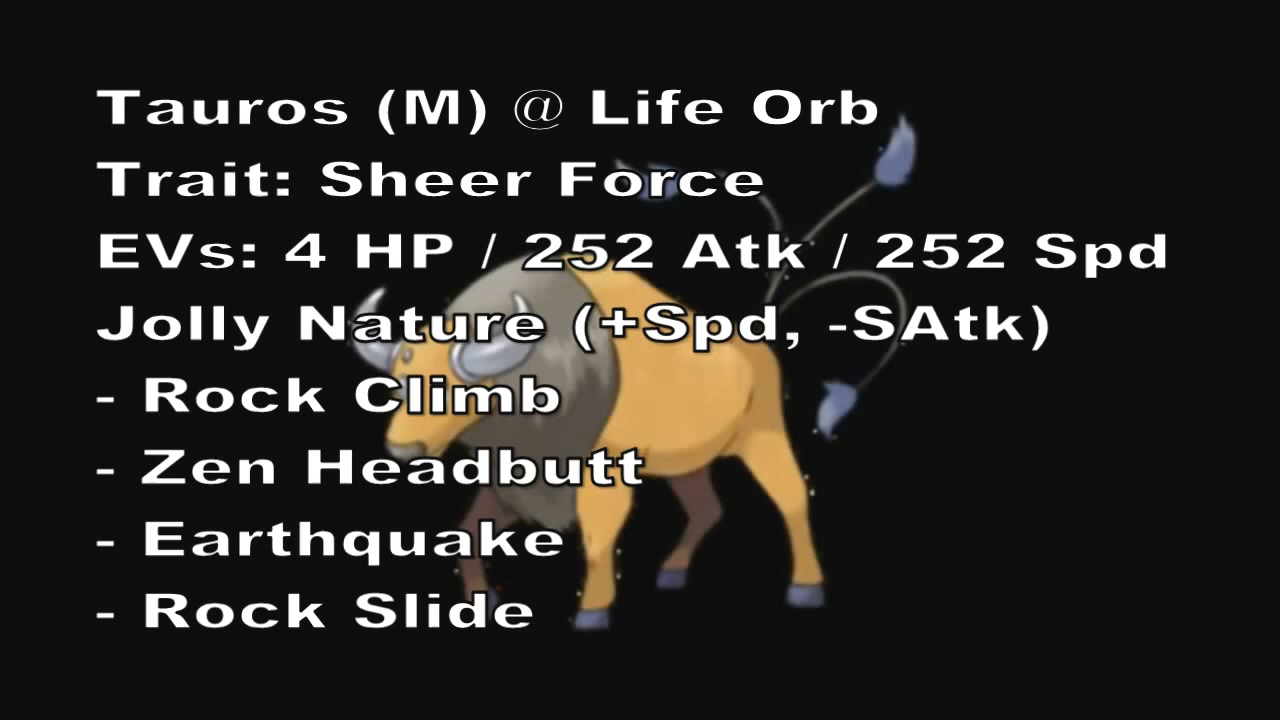 Tauros (M) @ Life Orb
Trait: Sheer Force
EVs: 4 HP / 252 Atk / 252 Spd
Jolly Nature (+Spd, -SAtk)
- Rock Climb
- Zen Headbutt
- Earthquake
- Rock Slide